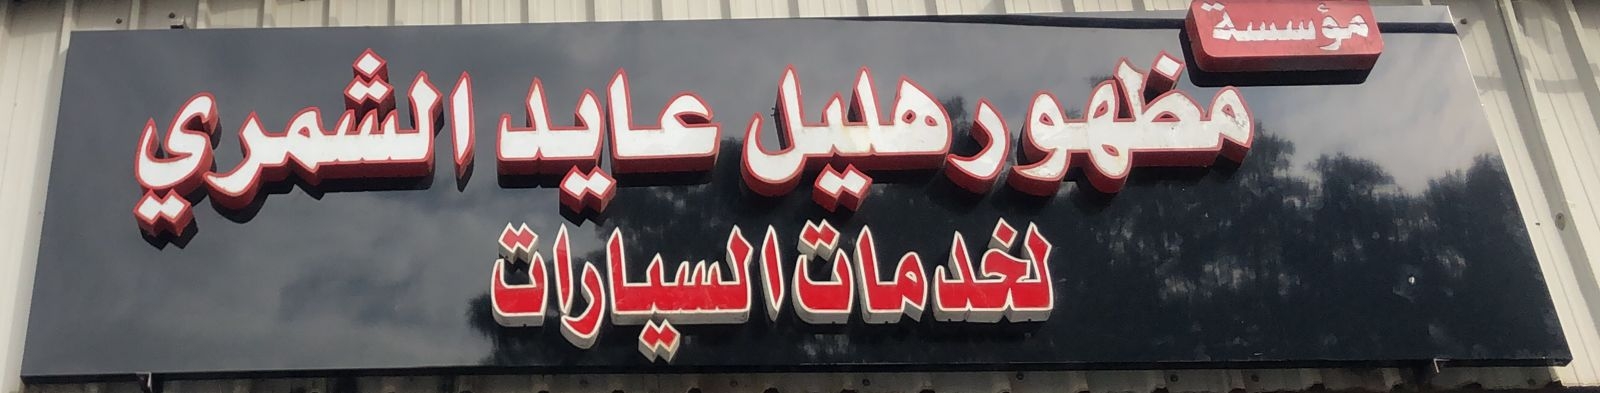 مؤسسة
مظهور هليل عايد الشمري
لخدمات السيارات